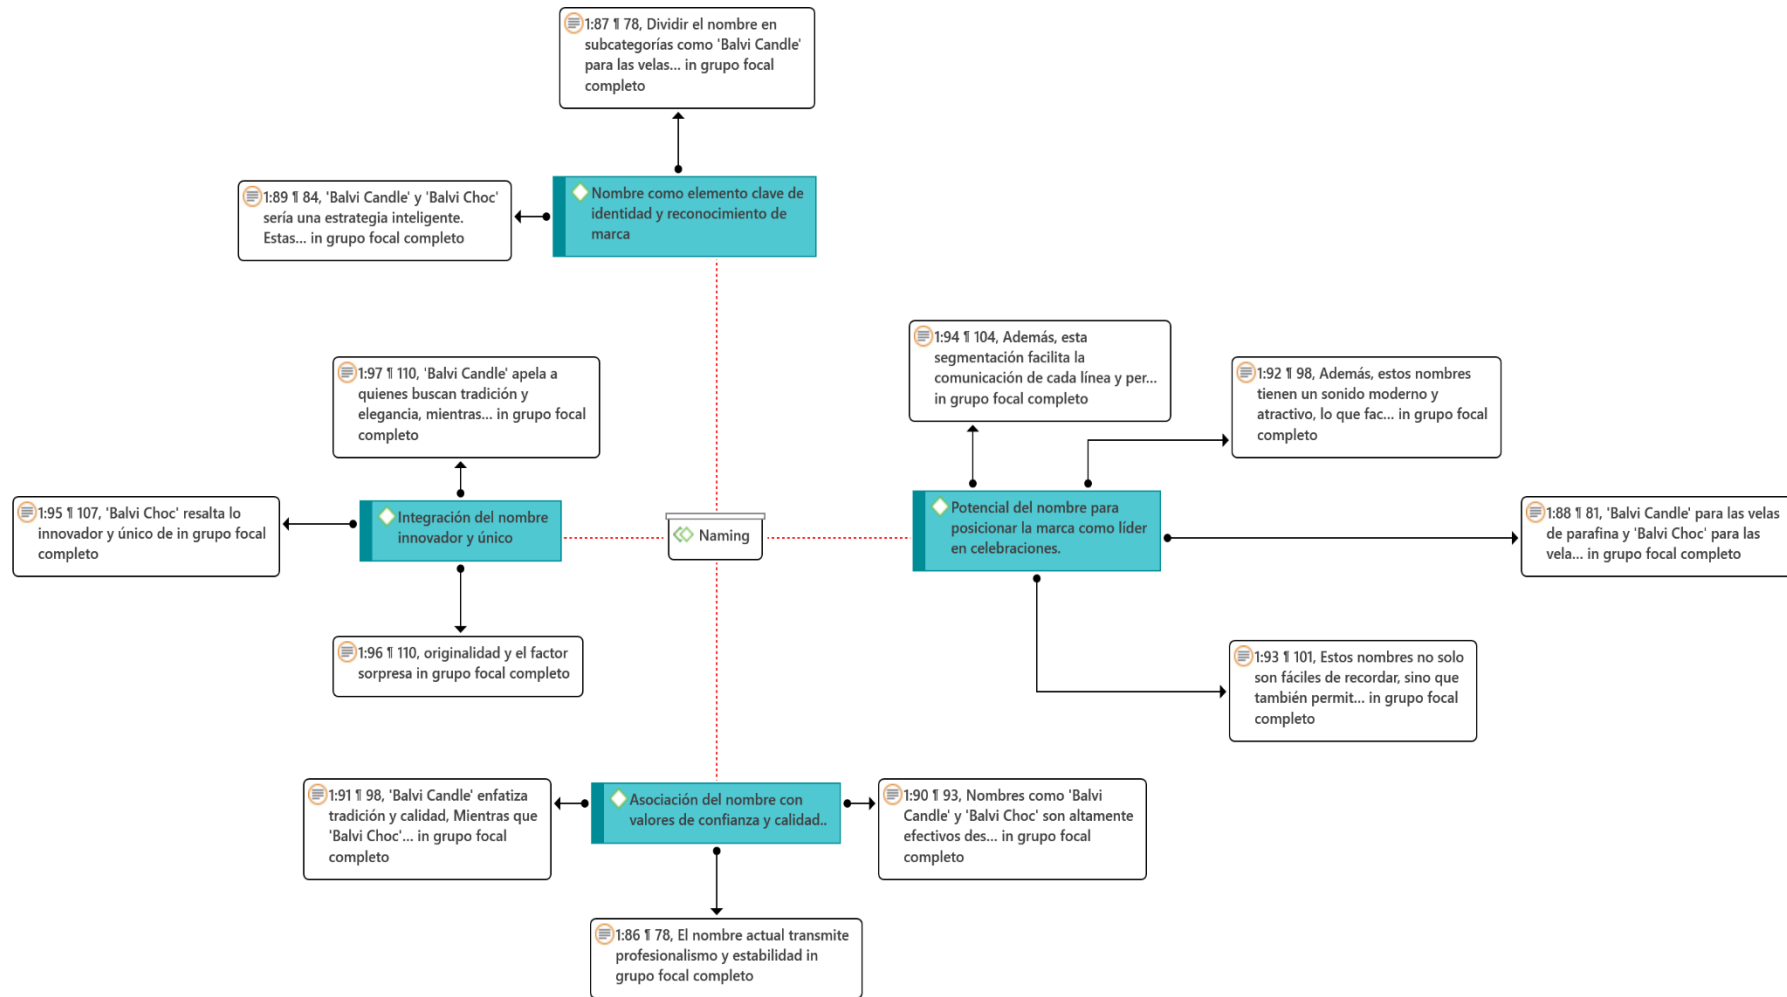 1:87 ¶ 78, Dividir el nombre en
subcategorías como 'Balvi Candle'
para las velas... in grupo focal
completo
1:89 ¶ 84, 'Balvi Candle' y 'Balvi Choc'
sería una estrategia inteligente.
Estas... in grupo focal completo
Nombre como elemento clave de
identidad y reconocimiento de
marca
1:94 ¶ 104, Además, esta
segmentación facilita la
comunicación de cada línea y per...
in grupo focal completo
1:97 ¶ 110, 'Balvi Candle' apela a
quienes buscan tradición y
elegancia, mientras... in grupo focal
completo
1:92 ¶ 98, Además, estos nombres
tienen un sonido moderno y
atractivo, lo que fac... in grupo focal
completo
1:95 ¶ 107, 'Balvi Choc' resalta lo
innovador y único de in grupo focal
completo
Integración del nombre
innovador y único
Naming
Potencial del nombre para
posicionar la marca como líder
en celebraciones.
1:88 ¶ 81, 'Balvi Candle' para las velas
de parafina y 'Balvi Choc' para las
vela... in grupo focal completo
1:96 ¶ 110, originalidad y el factor
sorpresa in grupo focal completo
1:93 ¶ 101, Estos nombres no solo
son fáciles de recordar, sino que
también permit... in grupo focal
completo
1:91 ¶ 98, 'Balvi Candle' enfatiza
tradición y calidad, Mientras que
'Balvi Choc'... in grupo focal
completo
Asociación del nombre con
valores de confianza y calidad..
1:90 ¶ 93, Nombres como 'Balvi
Candle' y 'Balvi Choc' son altamente
efectivos des... in grupo focal
completo
1:86 ¶ 78, El nombre actual transmite
profesionalismo y estabilidad in
grupo focal completo